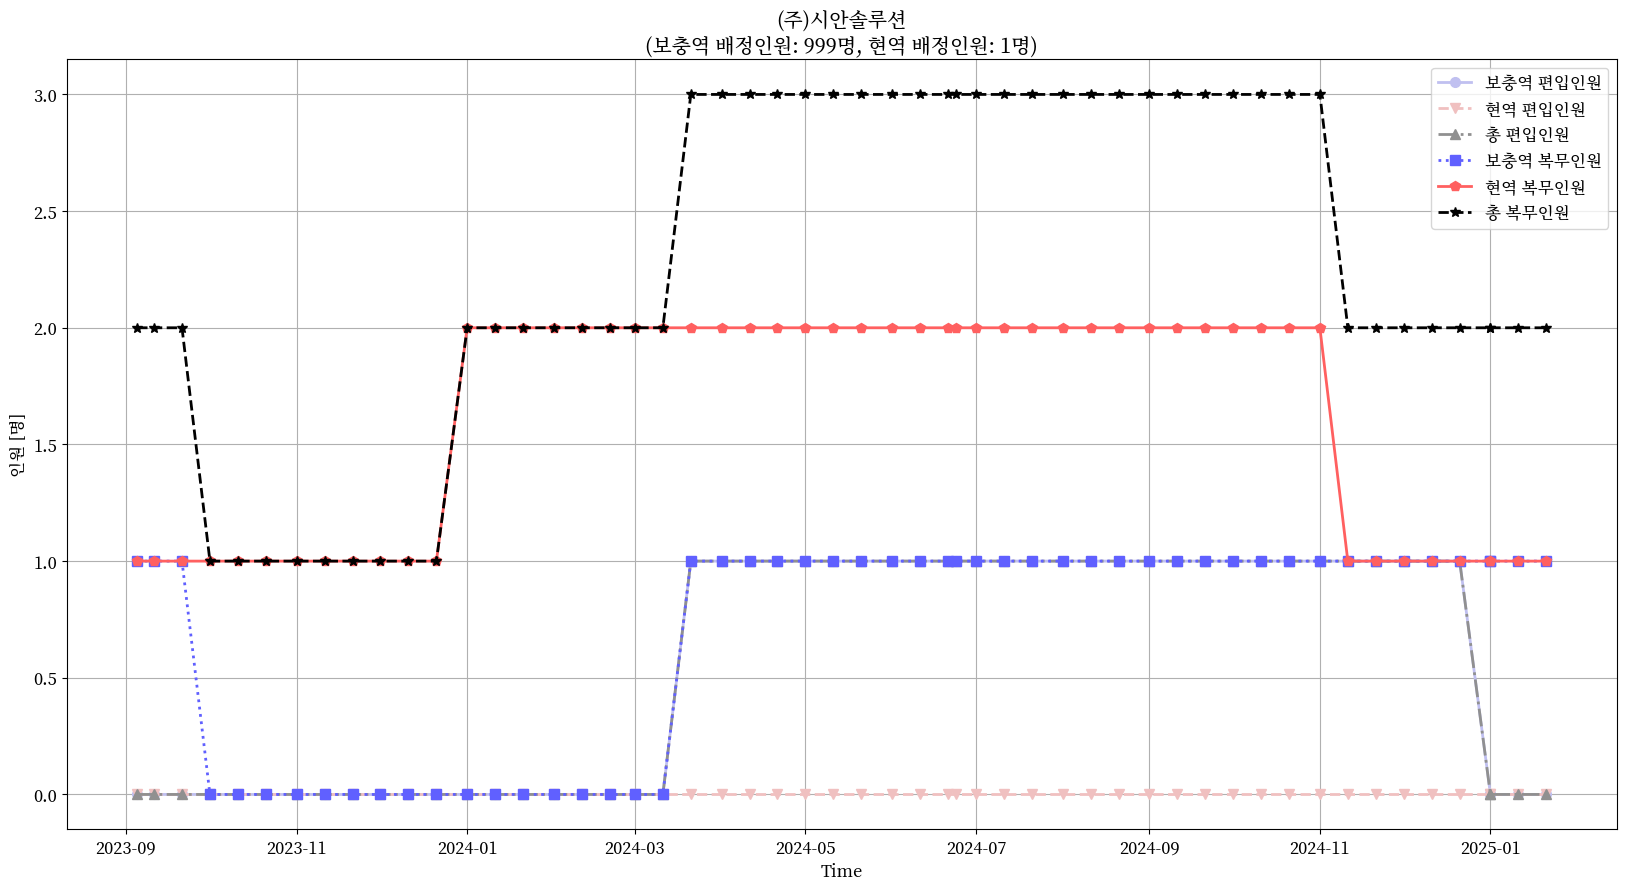 (주)시안솔루션
(보충역 배정인원: 999명, 현역 배정인원: 1명)
보충역 편입인원
현역 편입인원
총 편입인원
보충역 복무인원
현역 복무인원
총 복무인원
인원 [명]
3.0
2.5
2.0
1.5
1.0
0.5
0.0
2023-09 2023-11 2024-01 2024-03 2024-05 2024-07 2024-09 2024-11 2025-01
Time